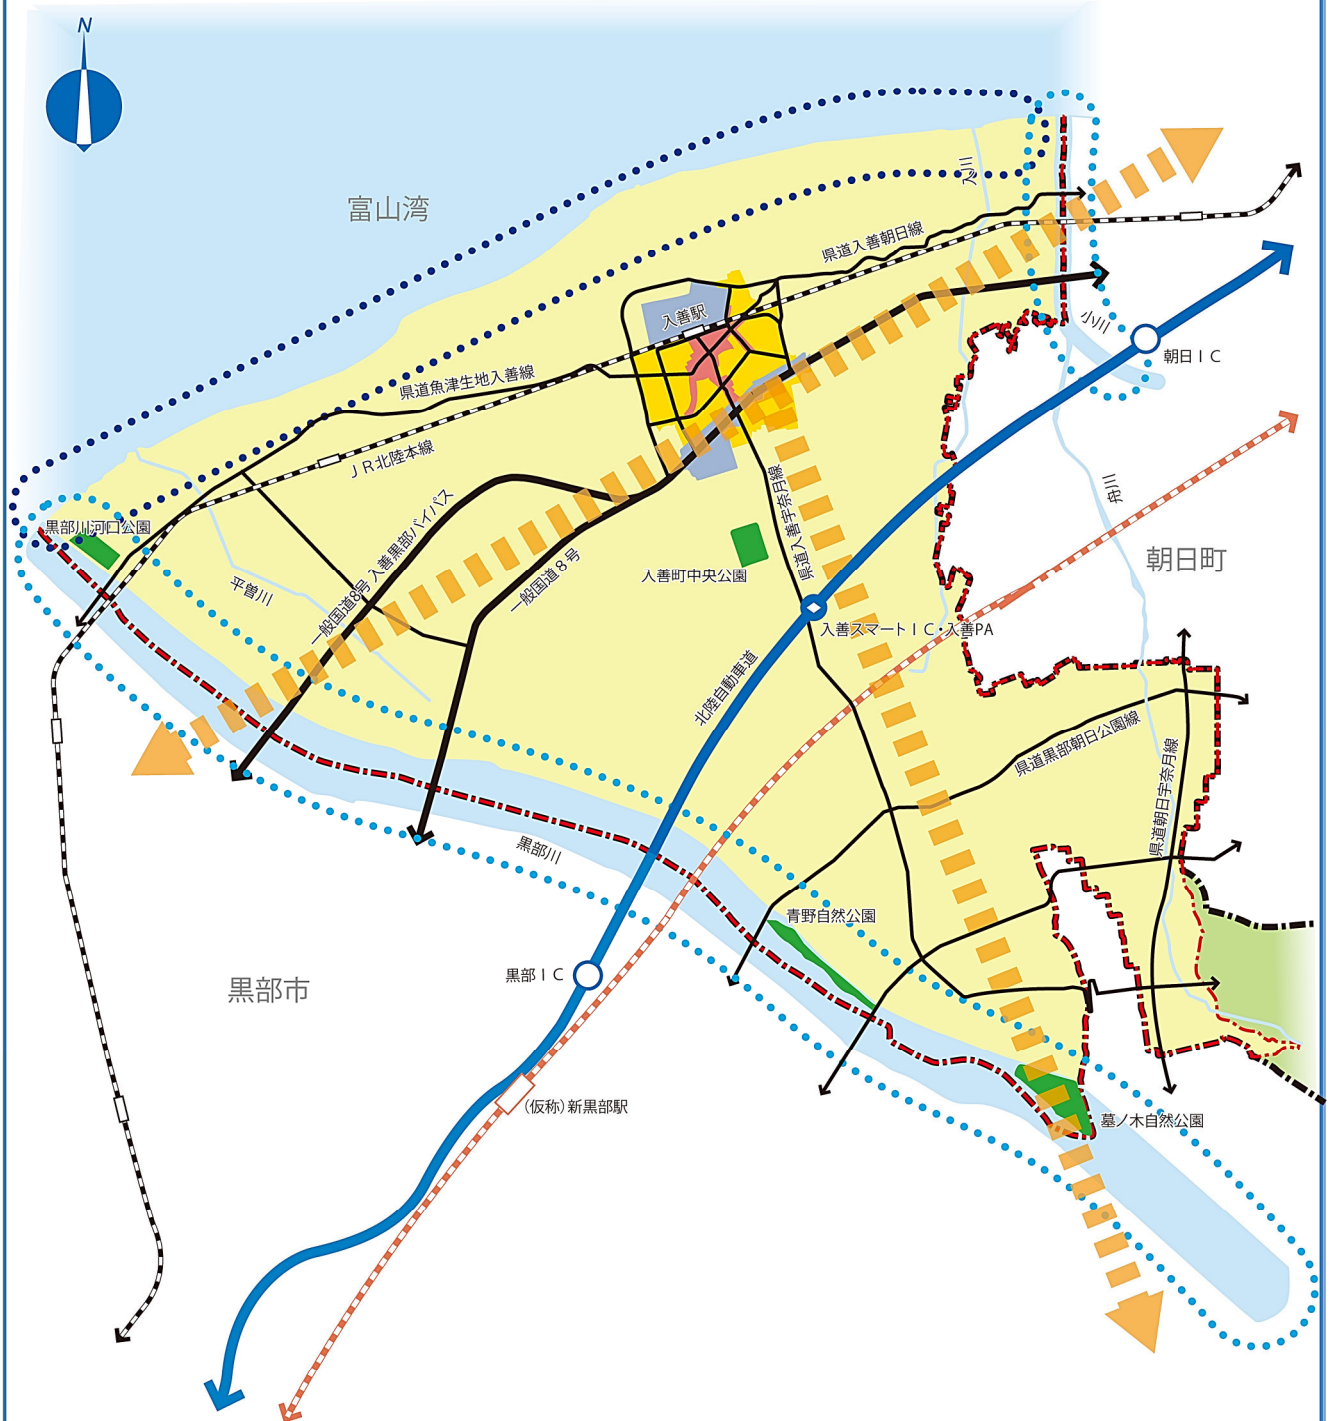 N
富山湾
入川
県道入善朝日線
入善駅
小川
朝日IC
県道魚津生地入善線
JR北陸本線
舟川
黒部川河口公園
一般国道8号 入善黒部バイパス
県道入善宇奈月線
朝日町
平曽川
一般国道8号
入善町中央公園
入善スマートIC・入善PA
北陸自動車道
県道黒部朝日公園線
県道朝日宇奈月線
黒部川
青野自然公園
黒部IC
黒部市
(仮称)新黒部駅
墓ノ木自然公園